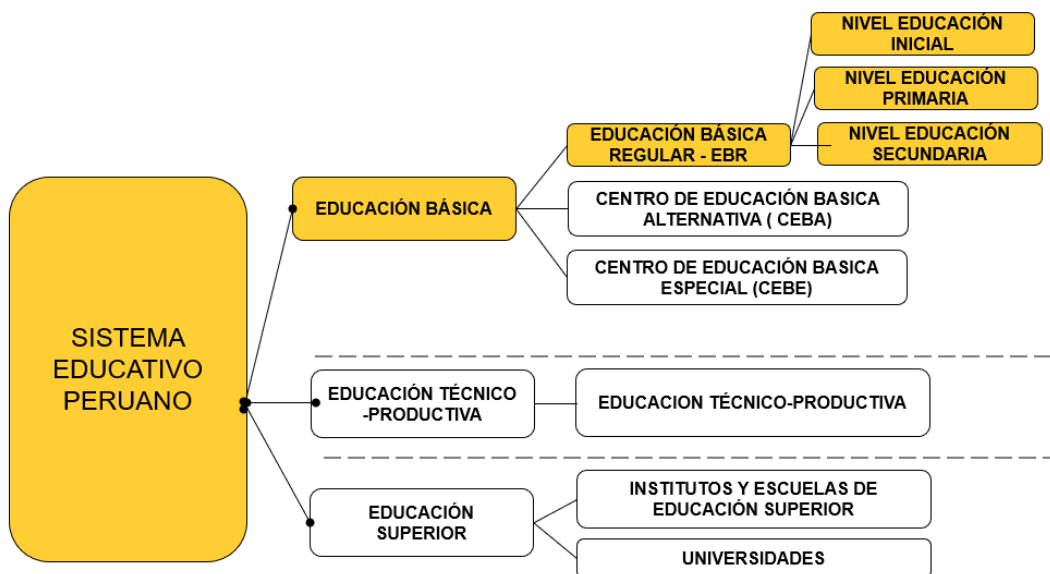 NIVEL EDUCACIÓN
INICIAL
NIVEL EDUCACIÓN
PRIMARIA
EDUCACIÓN BÁSICA
REGULAR - EBR
NIVEL EDUCACIÓN
SECUNDARIA
EDUCACIÓN BÁSICA
CENTRO DE EDUCACIÓN BASICA
ALTERNATIVA ( CEBA)
CENTRO DE EDUCACIÓN BASICA
ESPECIAL (CEBE)
SISTEMA
EDUCATIVO
PERUANO
EDUCACIÓN TÉCNICO
-PRODUCTIVA
EDUCACION TÉCNICO-PRODUCTIVA
EDUCACIÓN
SUPERIOR
INSTITUTOS Y ESCUELAS DE
EDUCACIÓN SUPERIOR
UNIVERSIDADES